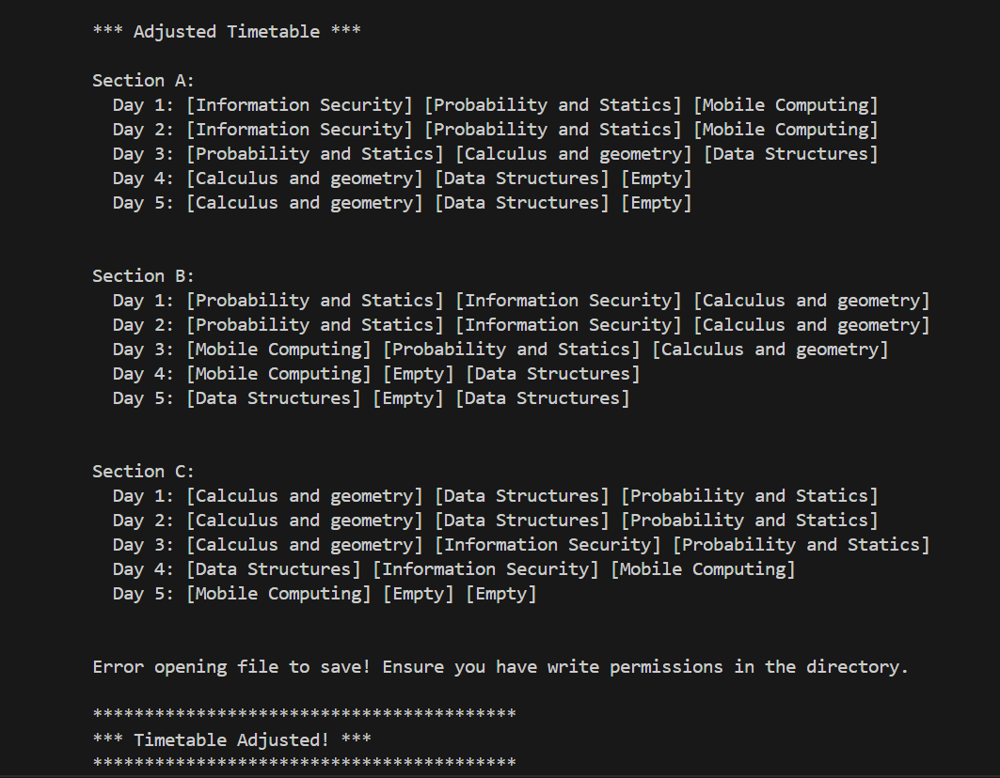 *** Adjusted Timetable ***
Section A:
Day 1: [Information Security] [Probability and Statics] [Mobile Computing]
Day 2: [Information Security] [Probability and Statics] [Mobile Computing]
Day 3: [Probability and Statics] [Calculus and geometry] [Data Structures]
Day 4: [Calculus and geometry] [Data Structures] [Empty]
Day 5: [Calculus and geometry] [Data Structures] [Empty]
Section B:
Day 1: [Probability and Statics] [Information Security] [Calculus and geometry]
Day 2: [Probability and Statics] [Information Security] [Calculus and geometry]
Day 3: [Mobile Computing] [Probability and Statics] [Calculus and geometry]
Day 4: [Mobile Computing] [Empty] [Data Structures]
Day 5: [Data Structures] [Empty] [Data Structures]
Section C:
Day 1: [Calculus and geometry] [Data Structures] [Probability and Statics]
Day 2: [Calculus and geometry] [Data Structures] [Probability and Statics]
Day 3: [Calculus and geometry] [Information Security] [Probability and Statics]
Day 4: [Data Structures] [Information Security] [Mobile Computing]
Day 5: [Mobile Computing] [Empty] [Empty]
Error opening file to save! Ensure you have write permissions in the directory.
*****************************************
*** Timetable Adjusted! ***
*****************************************